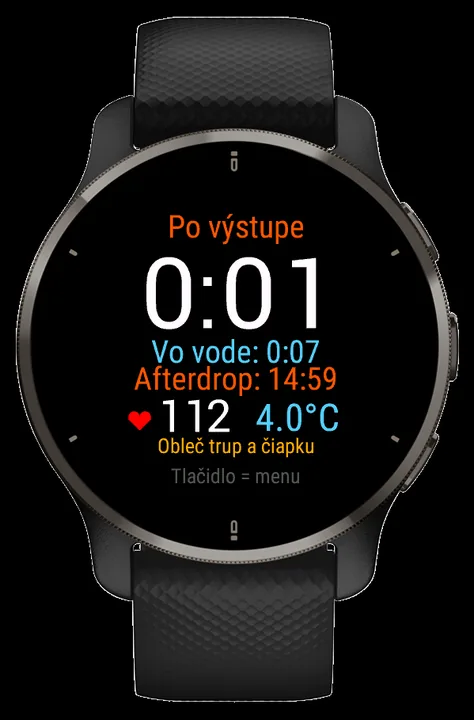 Po výstupe
0:01
Vo vode: 0:07
Afterdrop: 14:59
112 4.0°C
Obleč trup a čiapku
Tlačidlo = menu